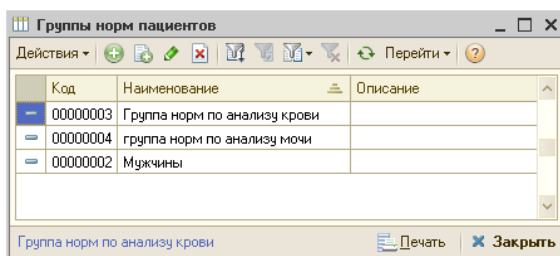 Группы норм пациентов
Действия Перейти
Код Наименование Описание
00000003 Группа норм по анализу крови
00000004 группа норм по анализу мочи
00000002 Мужчины
Группа норм по анализу крови Печать Закрыть